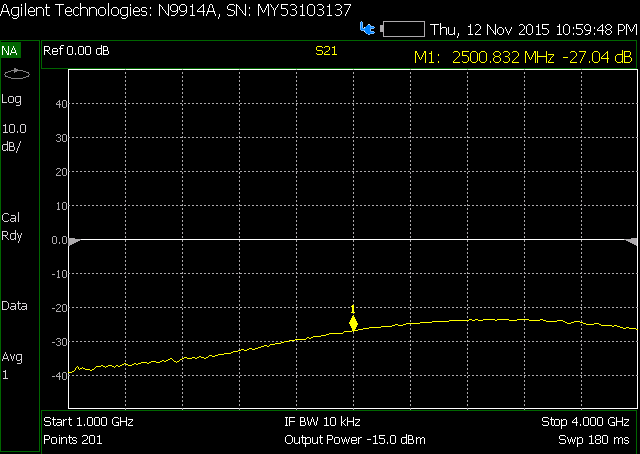 Agilent Technologies: N9914A, SN: MY53103137
Thu, 12 Nov 2015 10:59:48 PM
NA
Ref 0.00 dB
S21
M1: 2500.832 MHz -27.04 dB
Log
10.0
dB/
Cal
Rdy
Data
Avg
1
40
30
20
10
0.0
-10
-20
-30
-40
1
Start 1.000 GHz
IF BW 10 kHz
Stop 4.000 GHz
Points 201
Output Power -15.0 dBm
Swp 180 ms